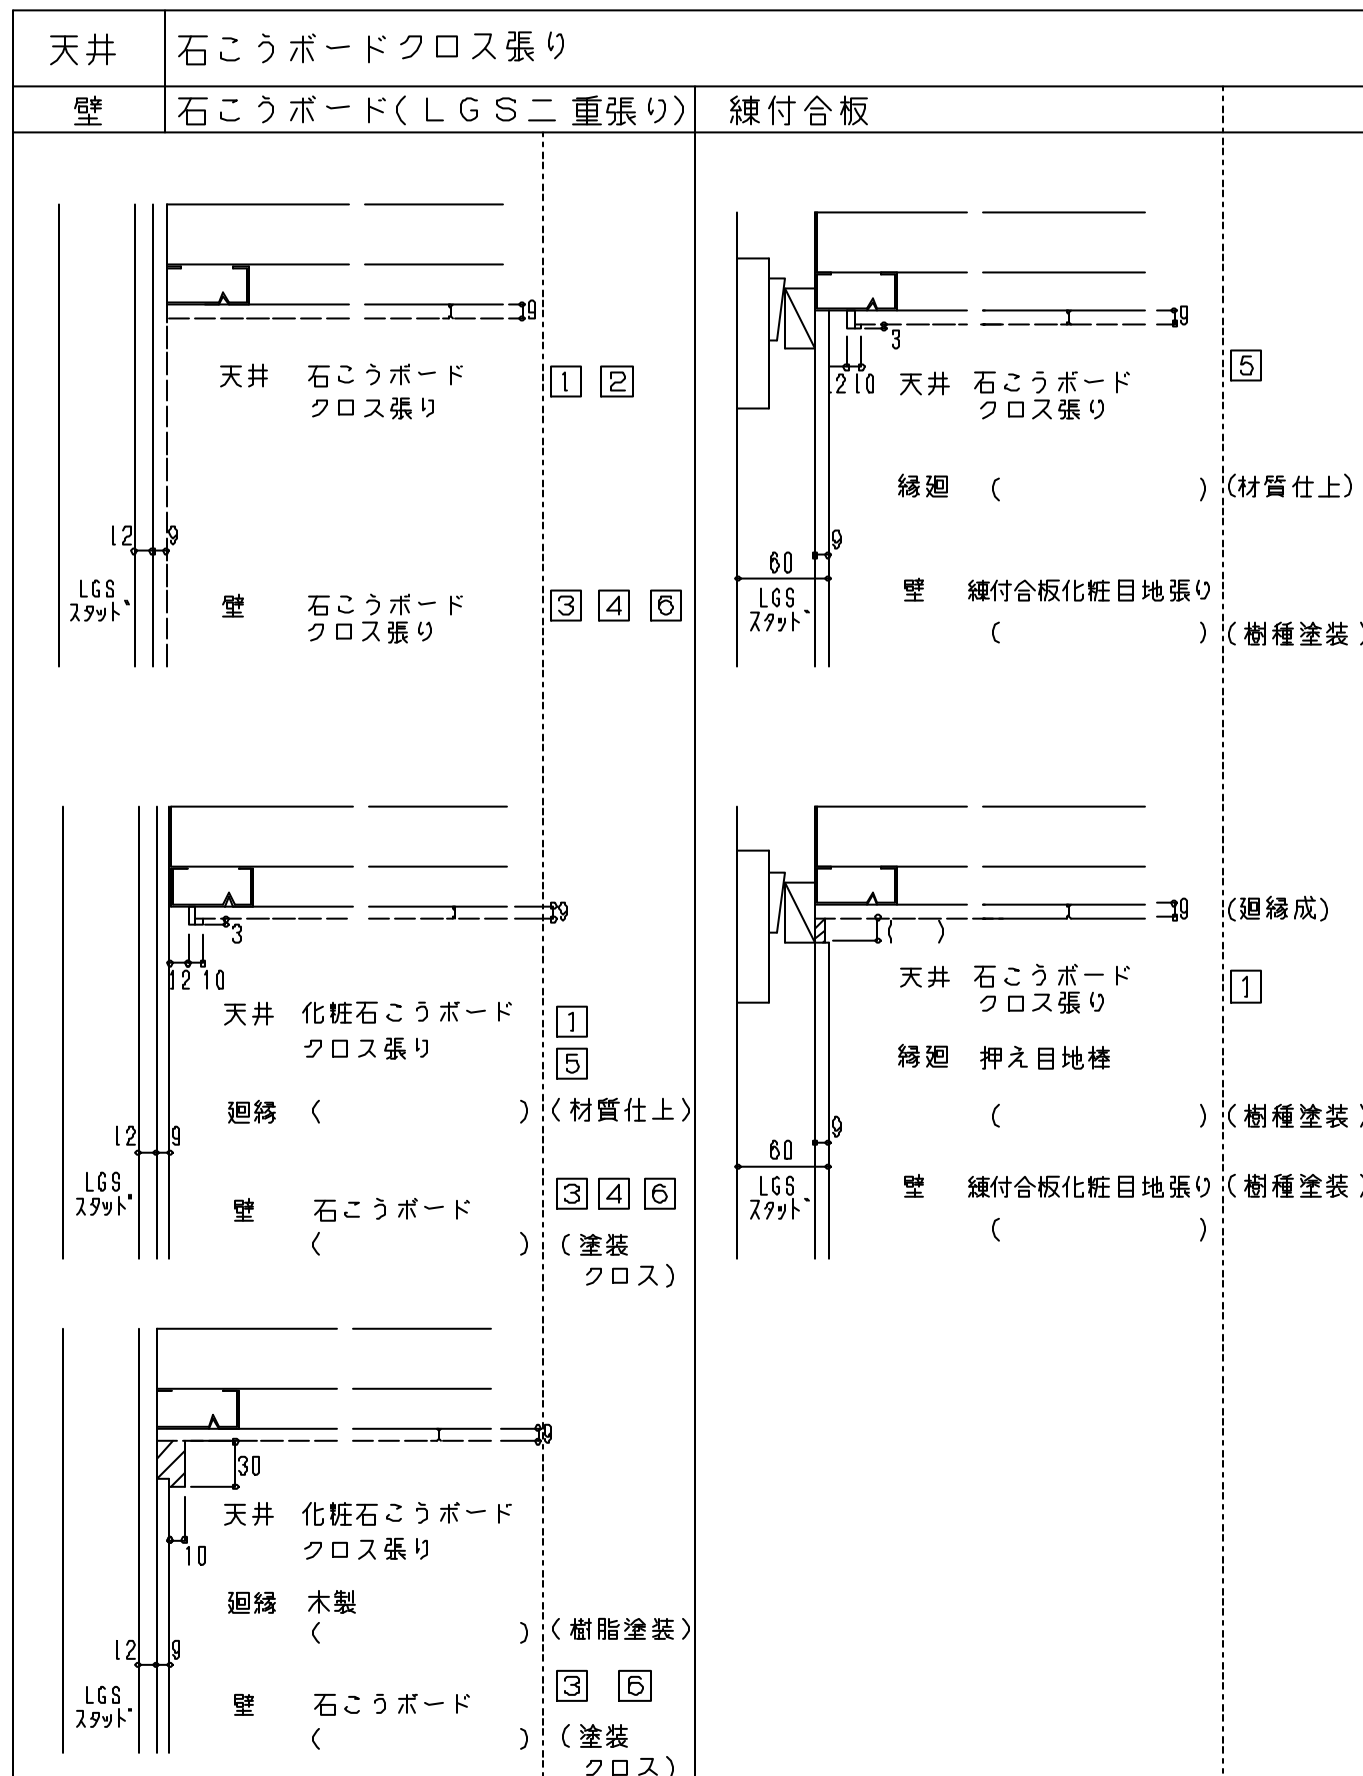 天井 石こうボードクロス張り
壁 石こうボード(LGS二重張り) 練付合板
9
天井 石こうボード 1 2
クロス張り
12 9
LGS
スタッド
壁 石こうボード 3 4 6
クロス張り
9
3
12 10
天井 化粧石こうボード 1
クロス張り 5
廻縁 ( ) (材質仕上)
12 9
LGS
スタッド
壁 石こうボード 3 4 6
( ) (塗装
クロス)
9
30
10
天井 化粧石こうボード
クロス張り
廻縁 木製
( ) (樹脂塗装)
12 9
LGS
スタッド
壁 石こうボード 3 6
( ) (塗装
クロス)
9
3
12 10
天井 石こうボード 5
クロス張り
縁廻 ( ) (材質仕上)
9
60
LGS
スタッド
壁 練付合板化粧目地張り
( ) (樹種塗装)
9 (廻縁成)
( )
天井 石こうボード 1
クロス張り
縁廻 押え目地棒
( ) (樹種塗装)
9
60
LGS
スタッド
壁 練付合板化粧目地張り (樹種塗装)
( )